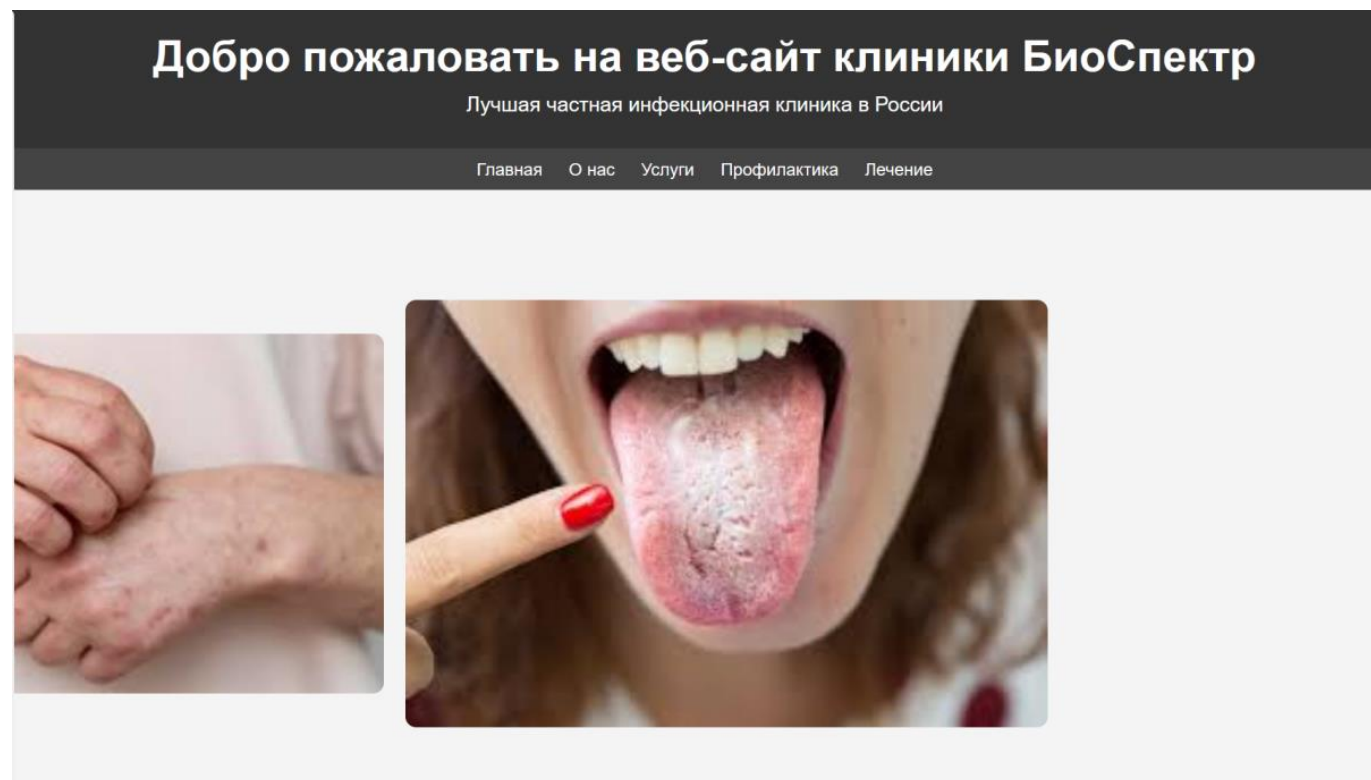 Добро пожаловать на веб-сайт клиники БиоСпектр
Лучшая частная инфекционная клиника в России
Главная О нас Услуги Профилактика Лечение